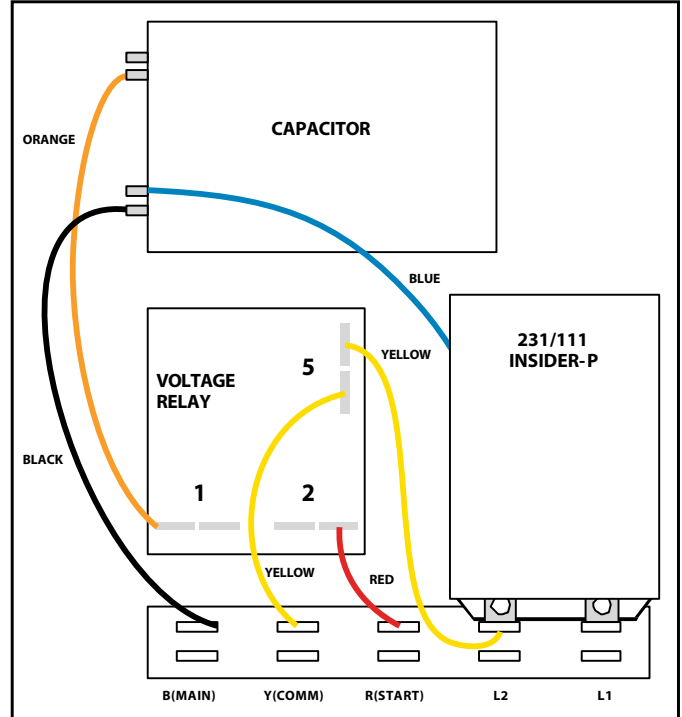 CAPACITOR
ORANGE
BLUE
231/111
INSIDER-P
YELLOW
5
VOLTAGE
RELAY
BLACK
1
2
YELLOW
RED
B(MAIN)
Y(COMM)
R(START)
L2
L1